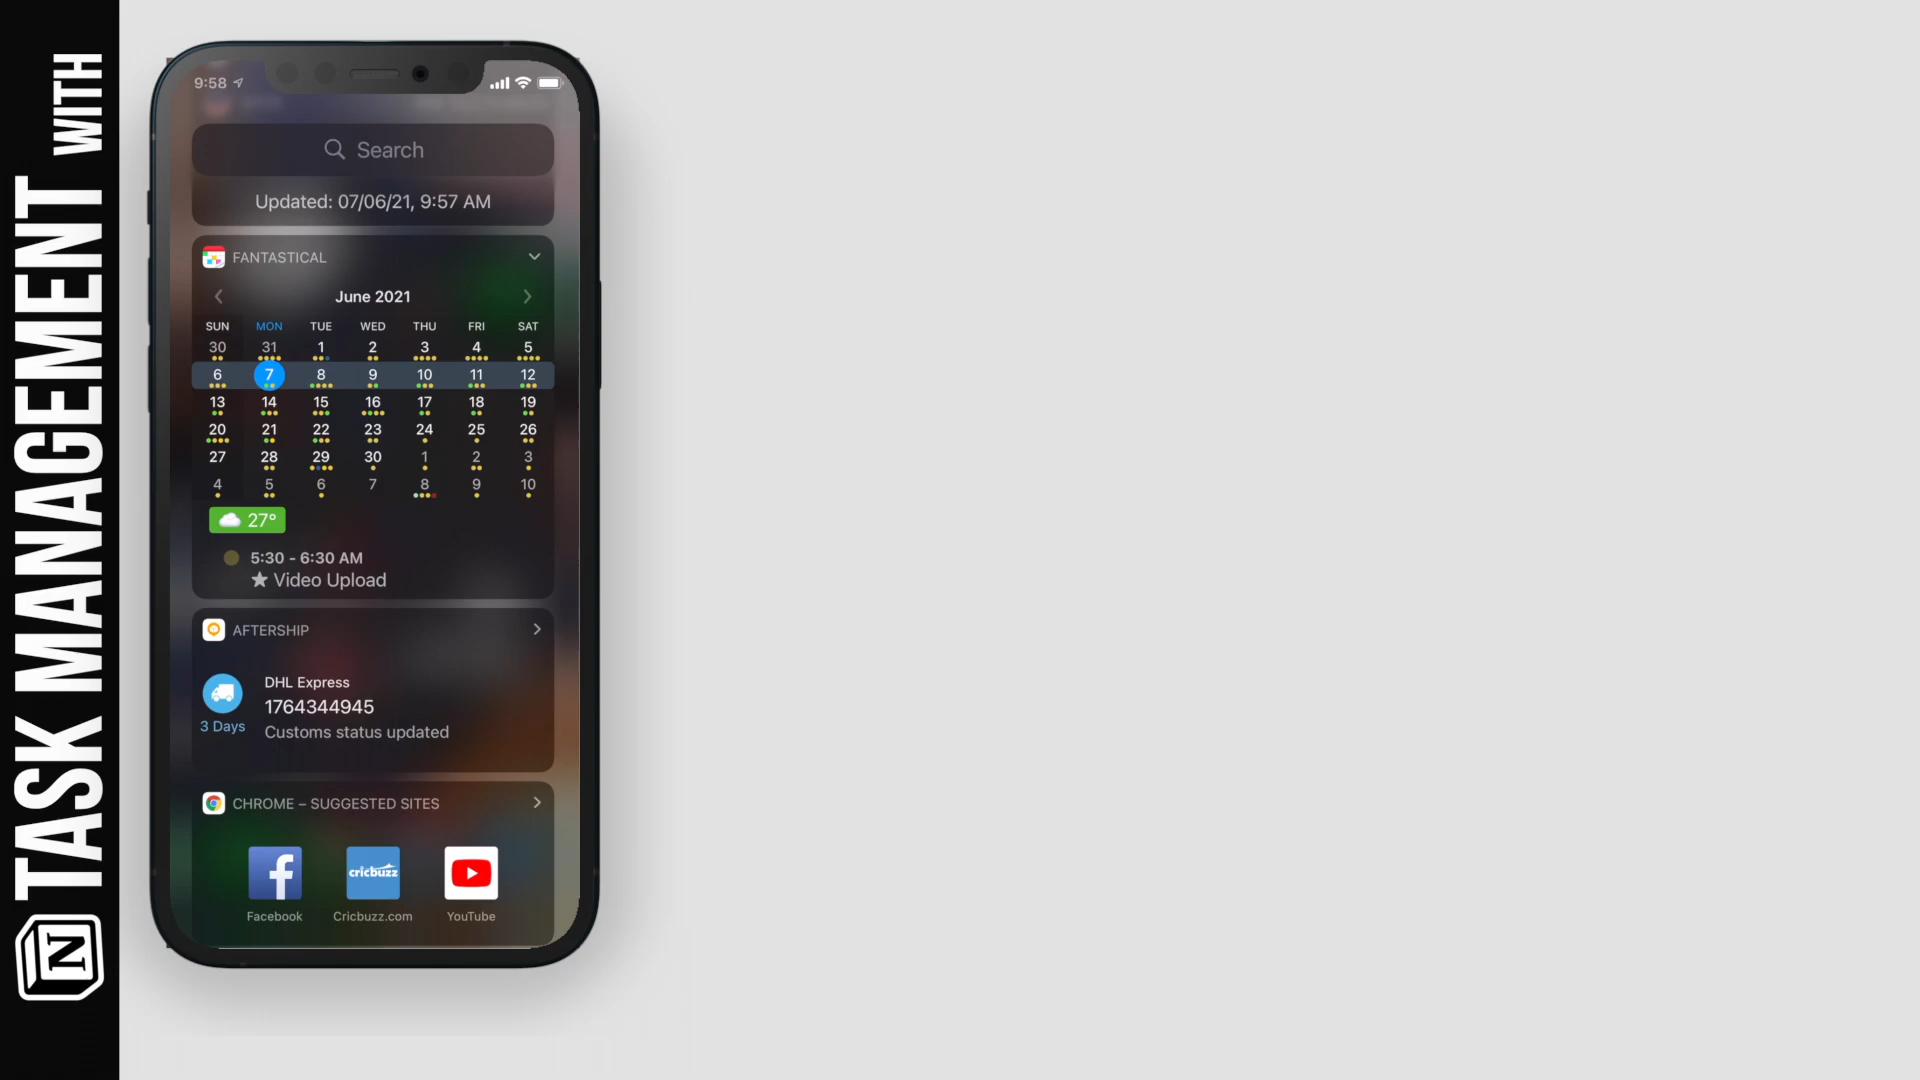 TASK MANAGEMENT WITH
N
9:58
Search
Updated: 07/06/21, 9:57 AM
FANTASTICAL
June 2021
SUN MON TUE WED THU FRI SAT
30 31 1 2 3 4 5
6 7 8 9 10 11 12
13 14 15 16 17 18 19
20 21 22 23 24 25 26
27 28 29 30 1 2 3
4 5 6 7 8 9 10
27°
5:30 - 6:30 AM
★ Video Upload
AFTERSHIP
DHL Express
1764344945
3 Days
Customs status updated
CHROME – SUGGESTED SITES
f
cricbuzz
Facebook Cricbuzz.com YouTube